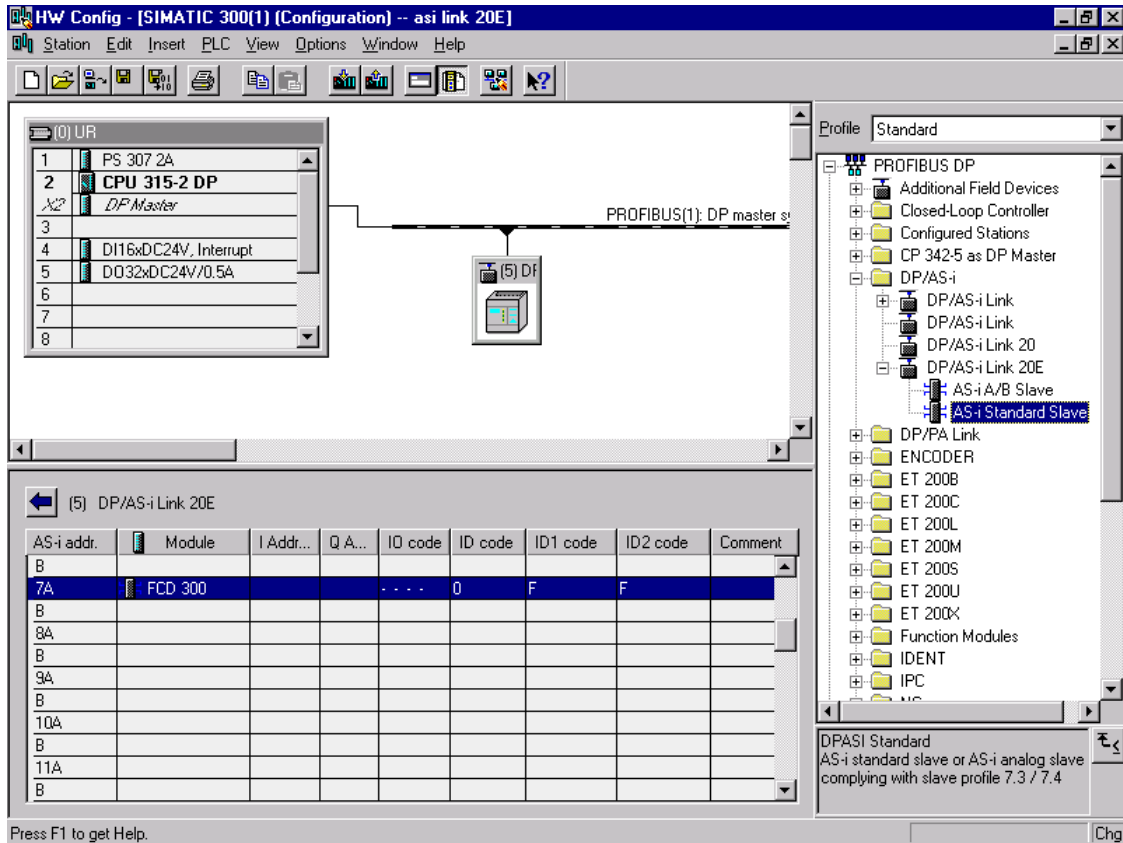 HW Config - [SIMATIC 300(1) (Configuration) -- asi link 20E]
Station Edit Insert PLC View Options Window Help
(0) UR
1 PS 307 2A
2 CPU 315-2 DP
X2 DP Master
3
4 DI16xDC24V, Interrupt
5 DO32xDC24V/0.5A
6
7
8
PROFIBUS(1): DP master sy
(5) DP
Profile Standard
PROFIBUS DP
Additional Field Devices
Closed-Loop Controller
Configured Stations
CP 342-5 as DP Master
DP/AS-i
DP/AS-i Link
DP/AS-i Link
DP/AS-i Link 20
DP/AS-i Link 20E
AS-i A/B Slave
AS-i Standard Slave
DP/PA Link
ENCODER
ET 200B
ET 200C
ET 200L
ET 200M
ET 200S
ET 200U
ET 200X
Function Modules
IDENT
IPC
(5) DP/AS-i Link 20E
AS-i addr. Module I Addr... Q A... IO code ID code ID1 code ID2 code Comment
B
7A FCD 300 - - - - 0 F F
B
8A
B
9A
B
10A
B
11A
B
DPASI Standard
AS-i standard slave or AS-i analog slave
complying with slave profile 7.3 / 7.4
Press F1 to get Help.
Chg